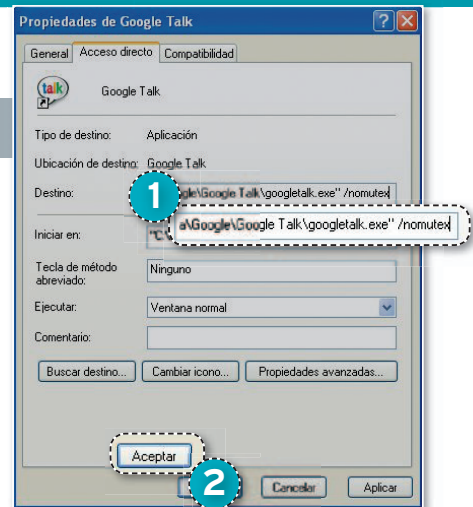 Propiedades de Google Talk
General
Acceso directo
Compatibilidad
talk
Google Talk
Tipo de destino: Aplicación
Ubicación de destino: Google Talk
Destino: gle\Google Talk\googletalk.exe" /nomutex
1
a\Google\Google Talk\googletalk.exe" /nomutex
Iniciar en: "C:\
Tecla de método abreviado: Ninguno
Ejecutar: Ventana normal
Comentario:
Buscar destino... Cambiar icono... Propiedades avanzadas...
Aceptar
2
Cancelar Aplicar